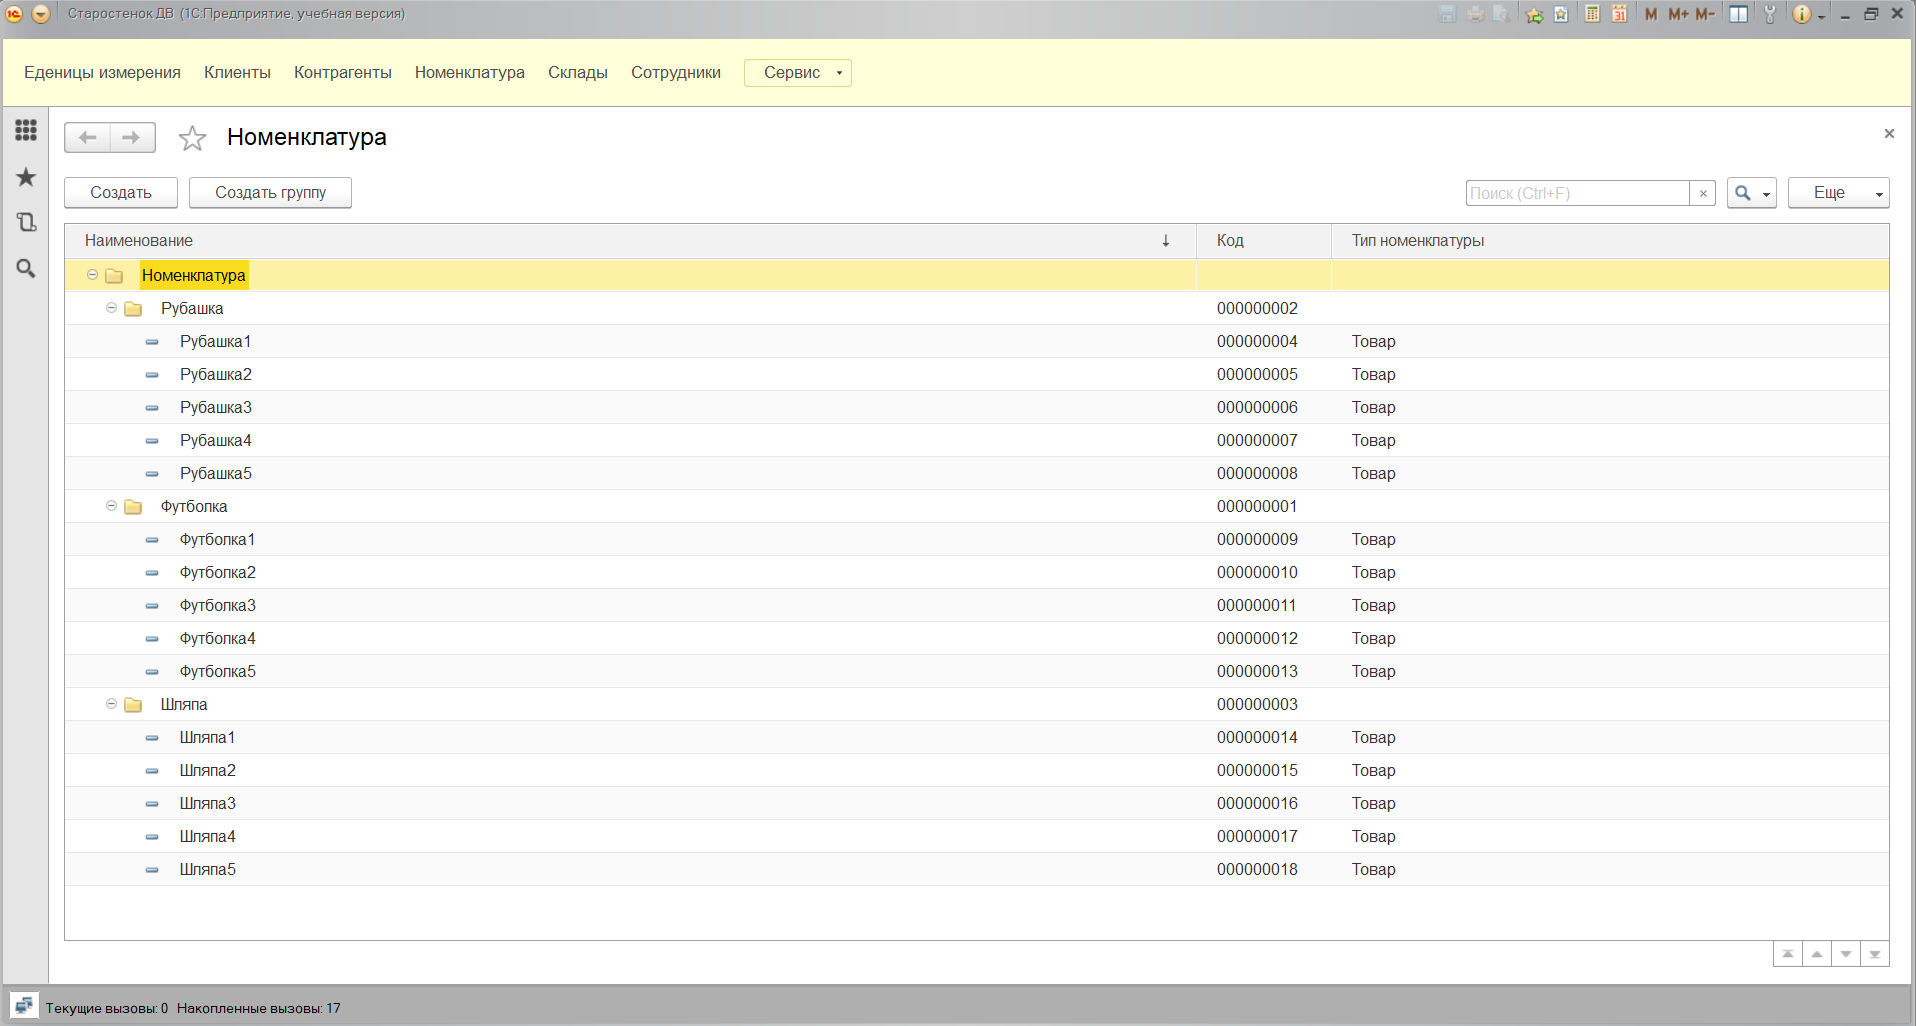 Старостенок ДВ (1С:Предприятие, учебная версия)
31 M M+ M-
Еденицы измерения Клиенты Контрагенты Номенклатура Склады Сотрудники Сервис
Номенклатура
Создать Создать группу Поиск (Ctrl+F) Еще
Наименование Код Тип номенклатуры
Номенклатура
Рубашка 000000002
Рубашка1 000000004 Товар
Рубашка2 000000005 Товар
Рубашка3 000000006 Товар
Рубашка4 000000007 Товар
Рубашка5 000000008 Товар
Футболка 000000001
Футболка1 000000009 Товар
Футболка2 000000010 Товар
Футболка3 000000011 Товар
Футболка4 000000012 Товар
Футболка5 000000013 Товар
Шляпа 000000003
Шляпа1 000000014 Товар
Шляпа2 000000015 Товар
Шляпа3 000000016 Товар
Шляпа4 000000017 Товар
Шляпа5 000000018 Товар
Текущие вызовы: 0 Накопленные вызовы: 17